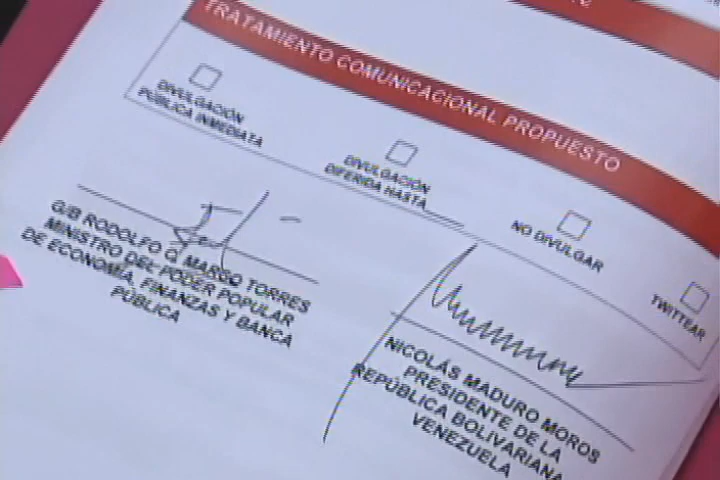 TRATAMIENTO COMUNICACIONAL PROPUESTO
DIVULGACIÓN
PÚBLICA INMEDIATA
DIVULGACIÓN
DIFERIDA HASTA
NO DIVULGAR
TWITTEAR
G/B RODOLFO C. MARCO TORRES
MINISTRO DEL PODER POPULAR
DE ECONOMÍA, FINANZAS Y BANCA
PÚBLICA
NICOLÁS MADURO MOROS
PRESIDENTE DE LA
REPÚBLICA BOLIVARIANA
VENEZUELA